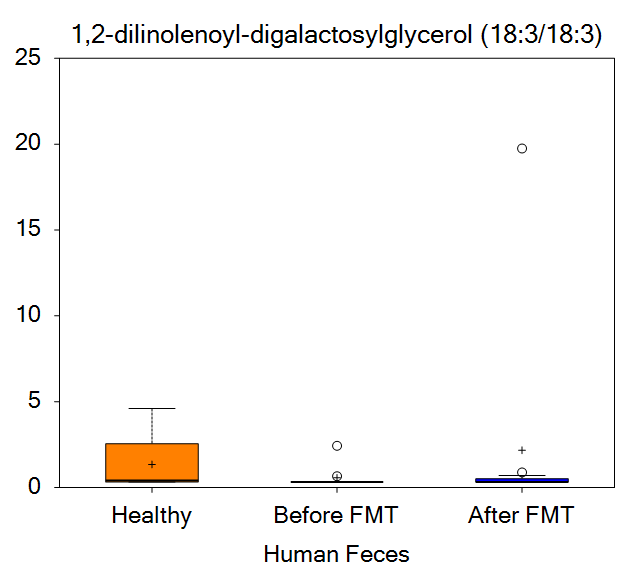 1,2-dilinolenoyl-digalactosylglycerol (18:3/18:3)
25
20
15
10
5
0
Healthy Before FMT After FMT
Human Feces